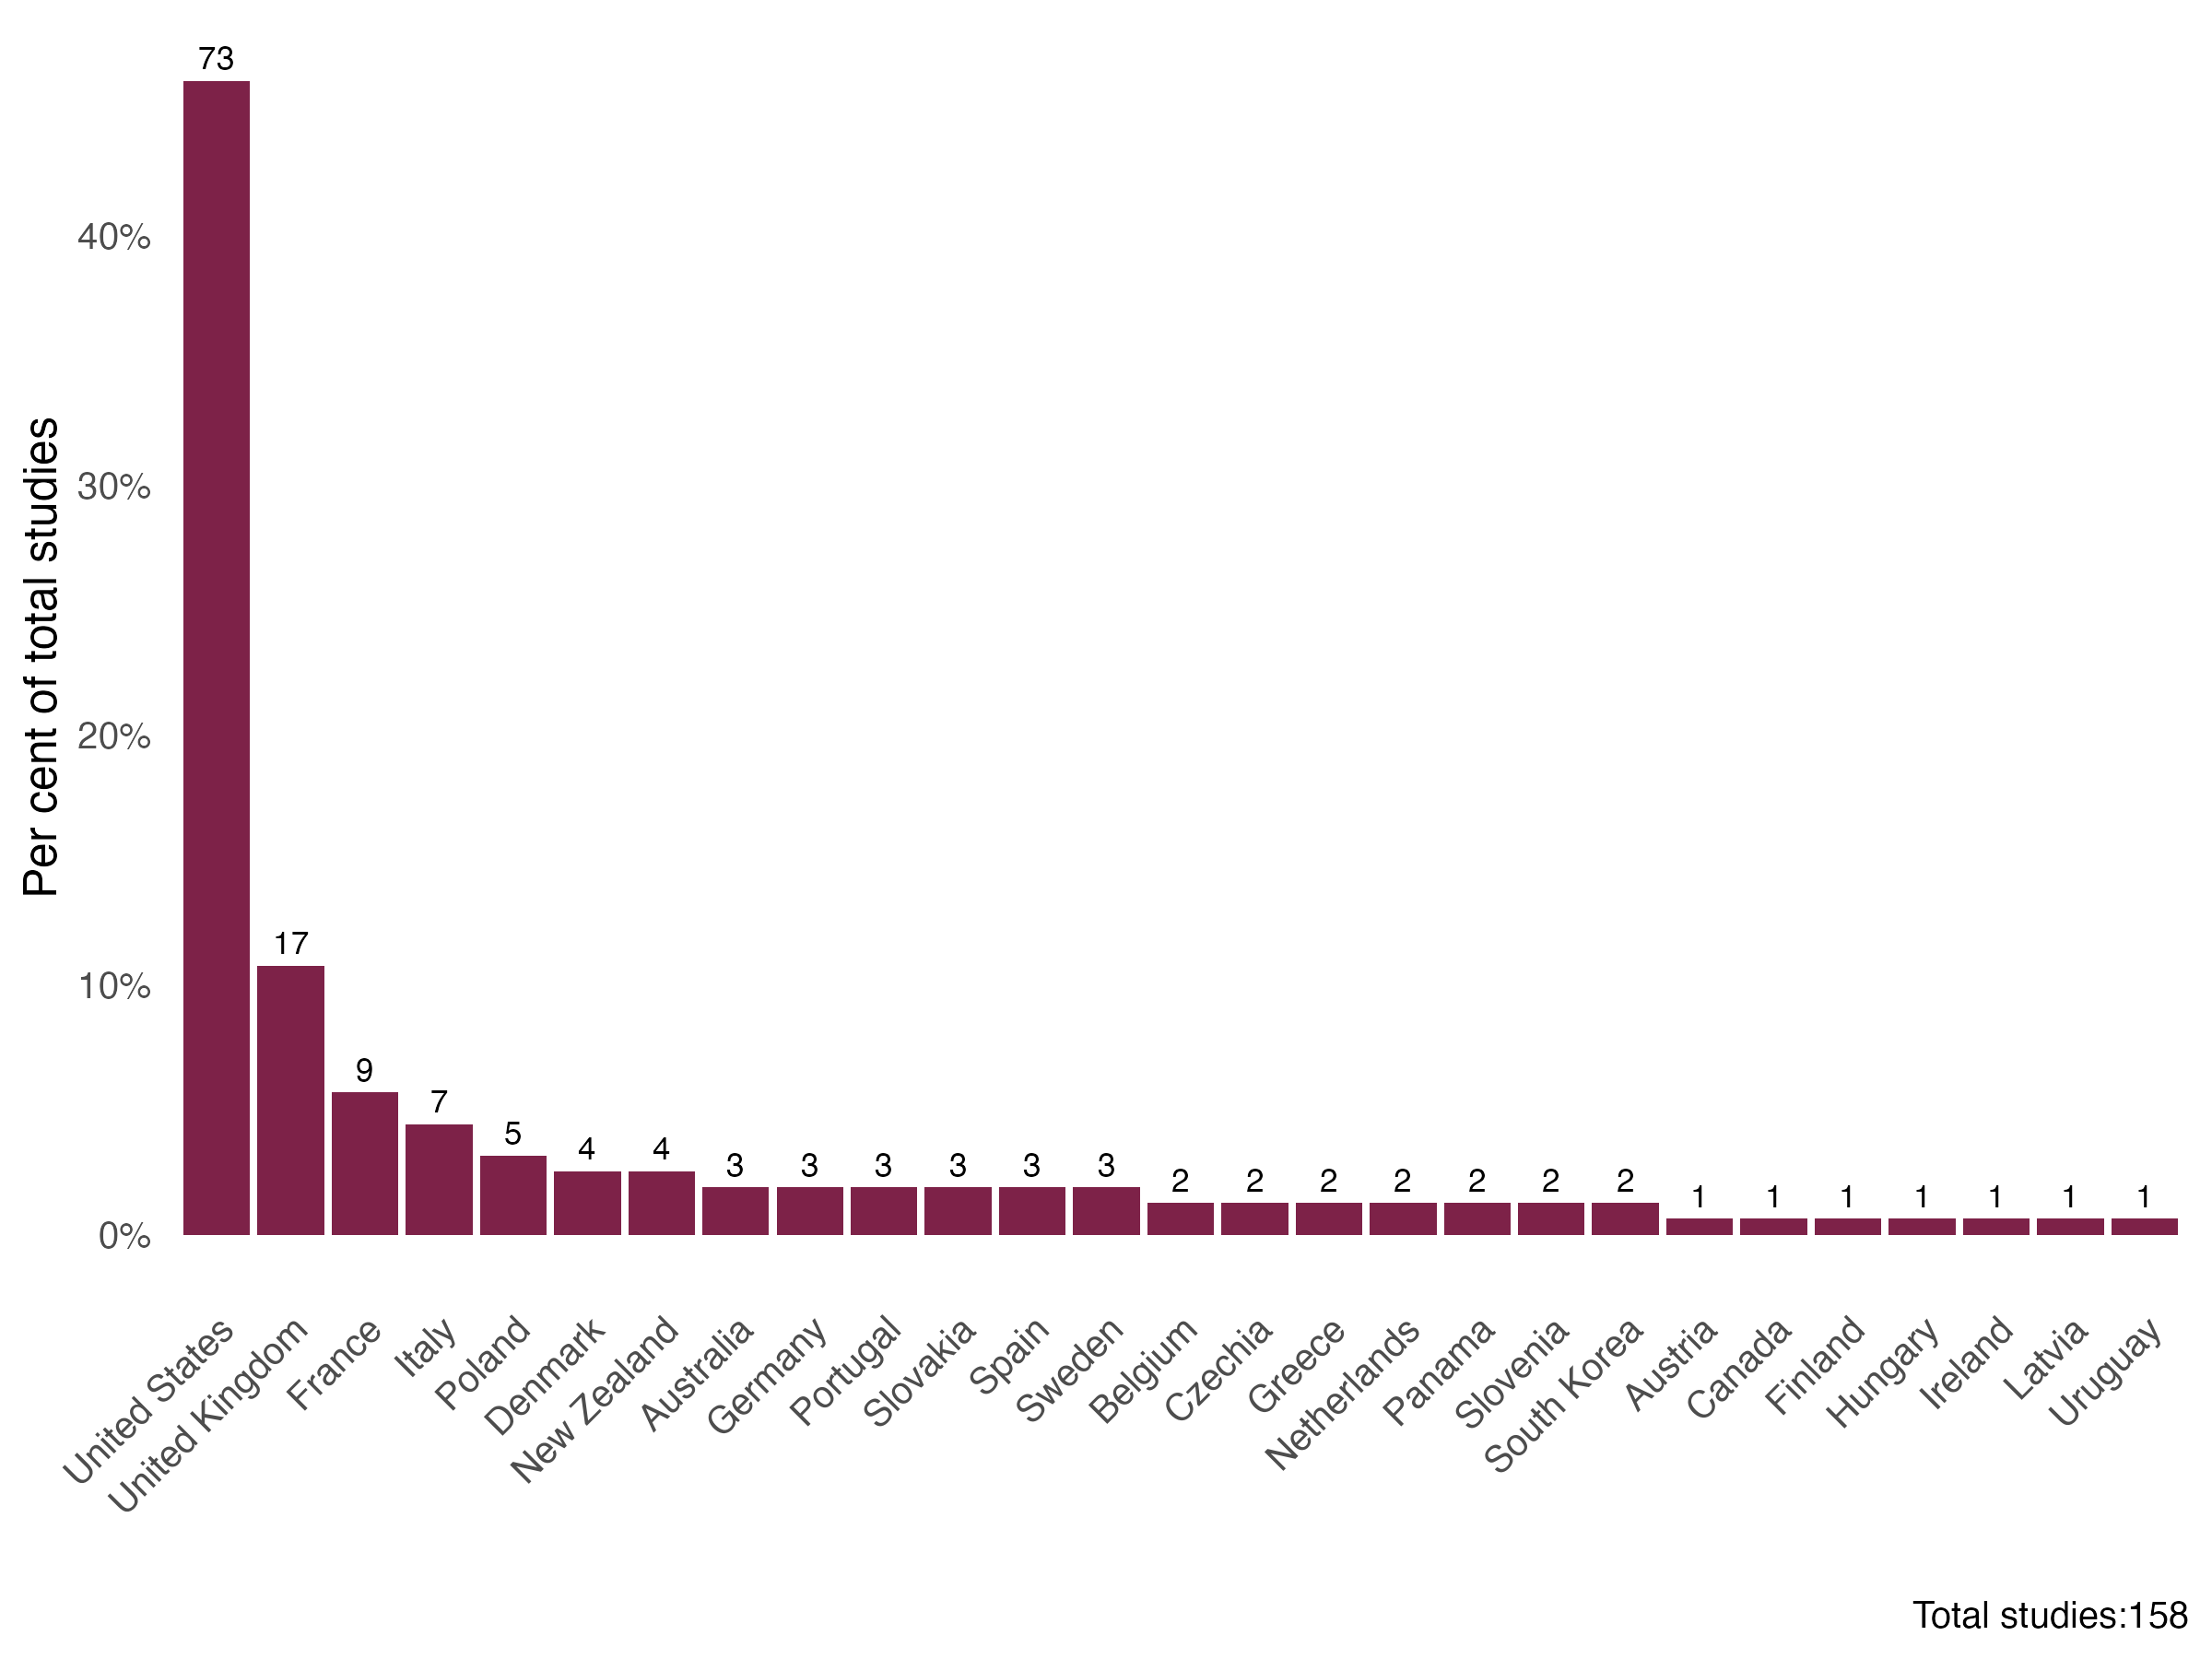 Per cent of total studies
40%
30%
20%
10%
0%
73
17
9
7
5
4
4
3
3
3
3
3
3
2
2
2
2
2
2
2
1
1
1
1
1
1
1
United States
United Kingdom
France
Italy
Poland
Denmark
New Zealand
Australia
Germany
Portugal
Slovakia
Spain
Sweden
Belgium
Czechia
Greece
Netherlands
Panama
Slovenia
South Korea
Austria
Canada
Finland
Hungary
Ireland
Latvia
Uruguay
Total studies:158